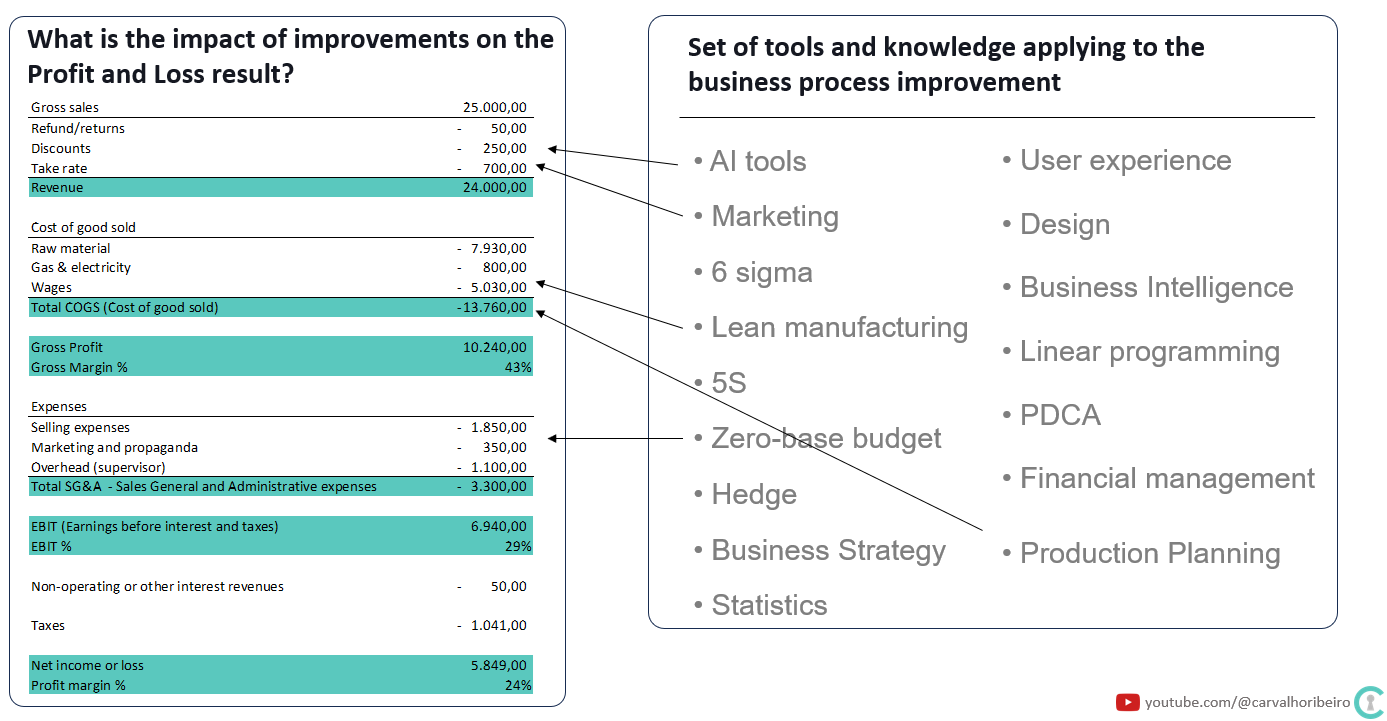 What is the impact of improvements on the
Profit and Loss result?
Gross sales 25.000,00
Refund/returns - 50,00
Discounts - 250,00
Take rate - 700,00
Revenue 24.000,00
Cost of good sold
Raw material - 7.930,00
Gas & electricity - 800,00
Wages - 5.030,00
Total COGS (Cost of good sold) -13.760,00
Gross Profit 10.240,00
Gross Margin % 43%
Expenses
Selling expenses - 1.850,00
Marketing and propaganda - 350,00
Overhead (supervisor) - 1.100,00
Total SG&A - Sales General and Administrative expenses - 3.300,00
EBIT (Earnings before interest and taxes) 6.940,00
EBIT % 29%
Non-operating or other interest revenues - 50,00
Taxes - 1.041,00
Net income or loss 5.849,00
Profit margin % 24%
Set of tools and knowledge applying to the
business process improvement
• AI tools
• Marketing
• 6 sigma
• Lean manufacturing
• 5S
• Zero-base budget
• Hedge
• Business Strategy
• Statistics
• User experience
• Design
• Business Intelligence
• Linear programming
• PDCA
• Financial management
• Production Planning
youtube.com/@carvalhoribeiro